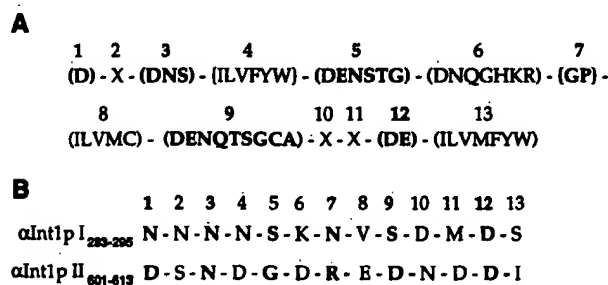 A
1 2 3 4 5 6 7
(D) - X - (DNS) - {ILVFYW} - (DENSTG) - (DNQGHKR) - {GP} -
8 9 10 11 12 13
(ILVMC) - (DENQTSGCA) - X - X - (DE) - (ILVMFYW)
B
1 2 3 4 5 6 7 8 9 10 11 12 13
αInt1p I283-295 N - N - N - N - S - K - N - V - S - D - M - D - S
αInt1p II601-613 D - S - N - D - G - D - R - E - D - N - D - D - I